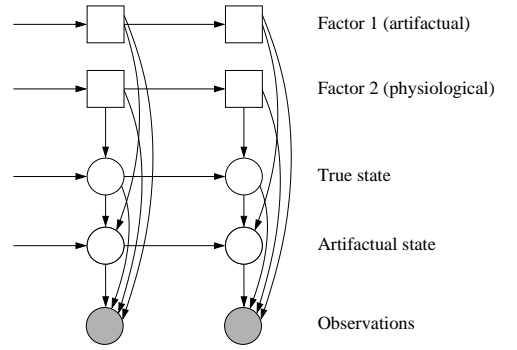 Factor 1 (artifactual)
Factor 2 (physiological)
True state
Artifactual state
Observations